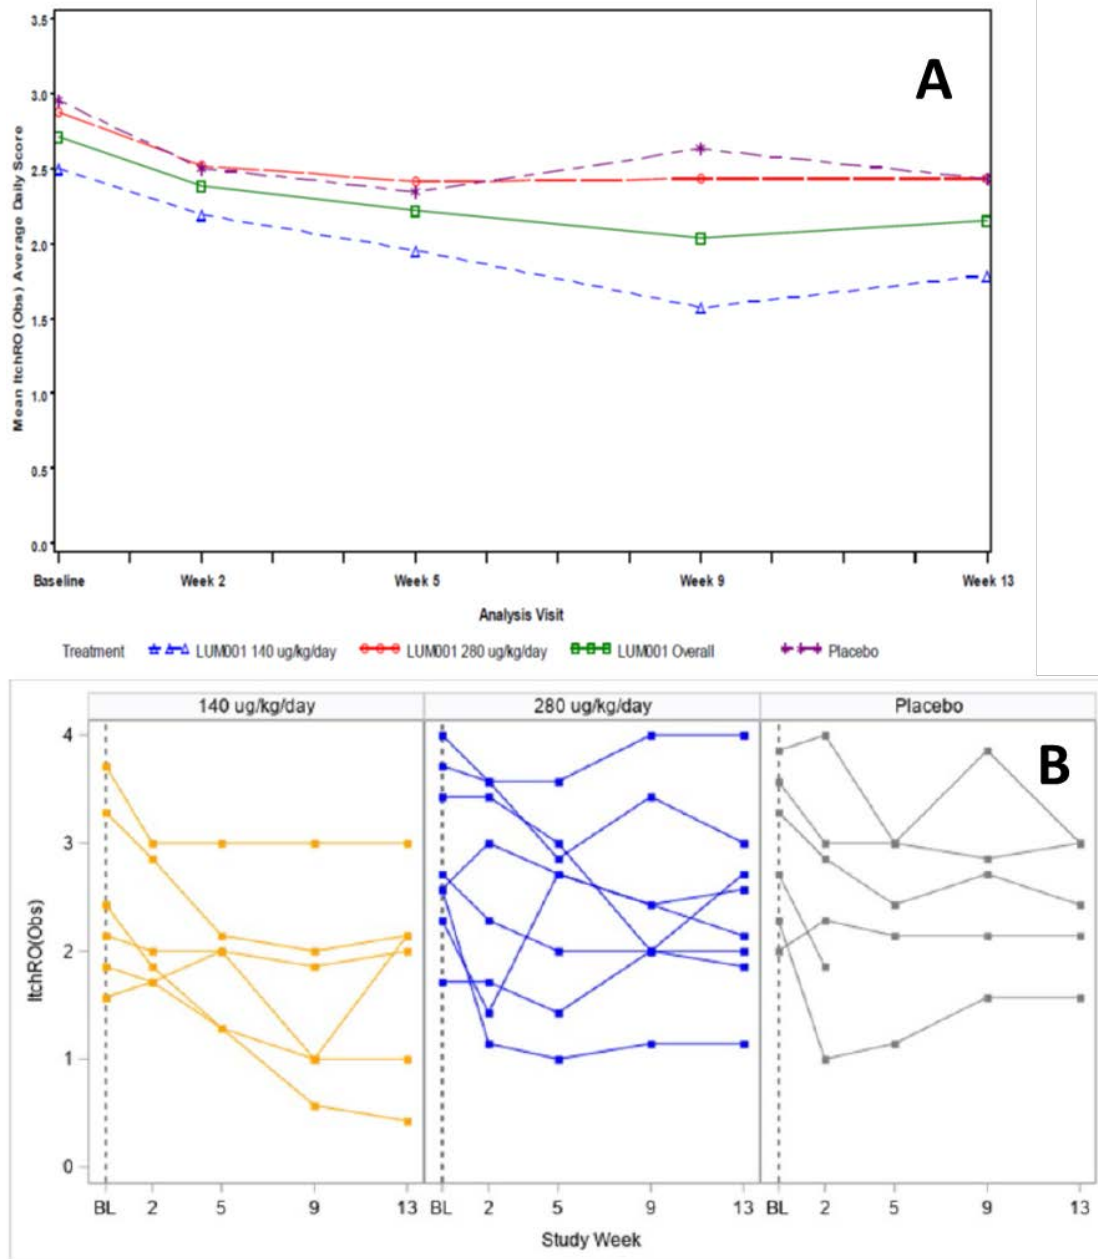 A
3.5
3.0
2.5
2.0
1.5
1.0
0.5
0.0
Mean ItchRO (Obs) Average Daily Score
Baseline Week 2 Week 5 Week 9 Week 13
Analysis Visit
Treatment LUM001 140 ug/kg/day LUM001 280 ug/kg/day LUM001 Overall Placebo
140 ug/kg/day 280 ug/kg/day Placebo
B
4
3
2
1
0
ItchRO(Obs)
BL 2 5 9 13 BL 2 5 9 13 BL 2 5 9 13
Study Week